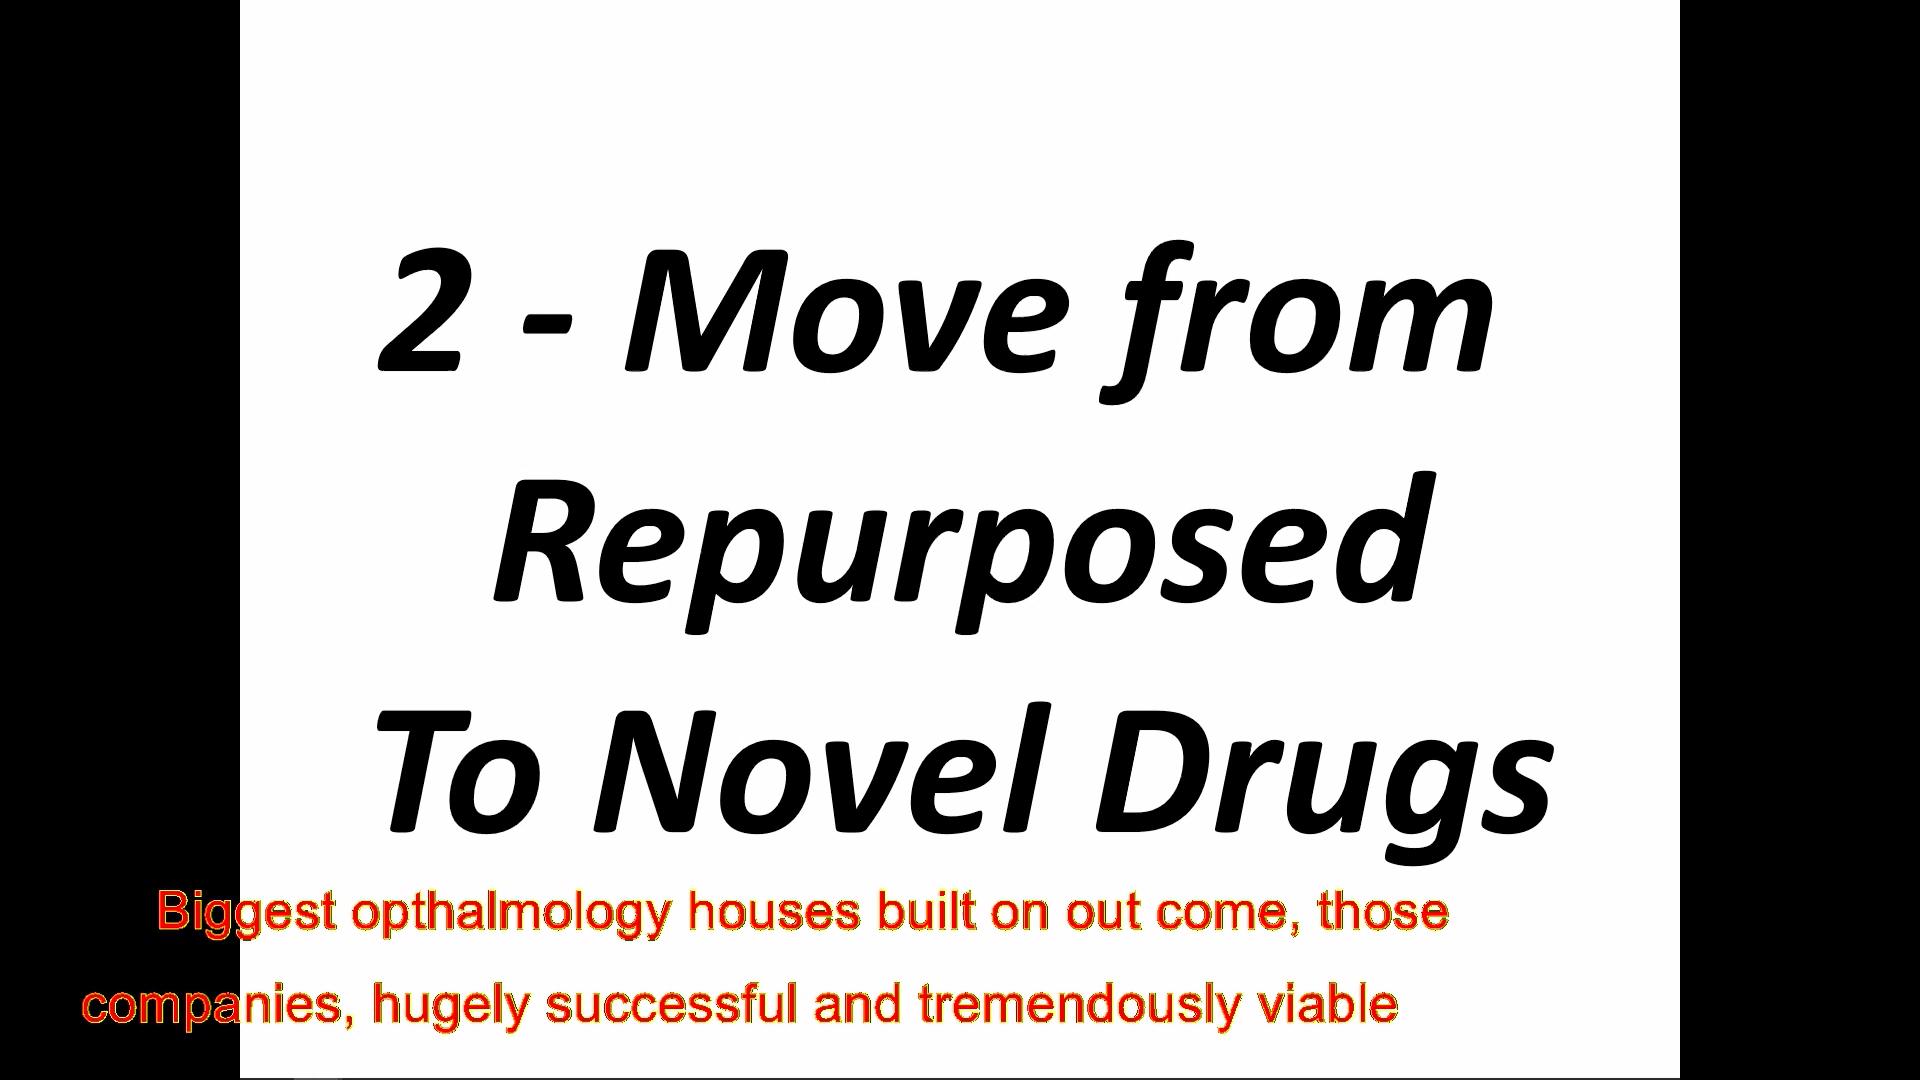 2 - Move from
Repurposed
To Novel Drugs
Biggest opthalmology houses built on out come, those
companies, hugely successful and tremendously viable